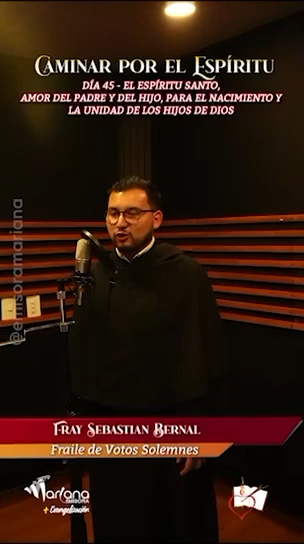 CAMINAR POR EL ESPÍRITU
DÍA 45 - EL ESPÍRITU SANTO,
AMOR DEL PADRE Y DEL HIJO, PARA EL NACIMIENTO Y
LA UNIDAD DE LOS HIJOS DE DIOS
@emisoramariana
FRAY SEBASTIAN BERNAL
Fraile de Votos Solemnes
Mariana
EMISORA
+ Evangelización